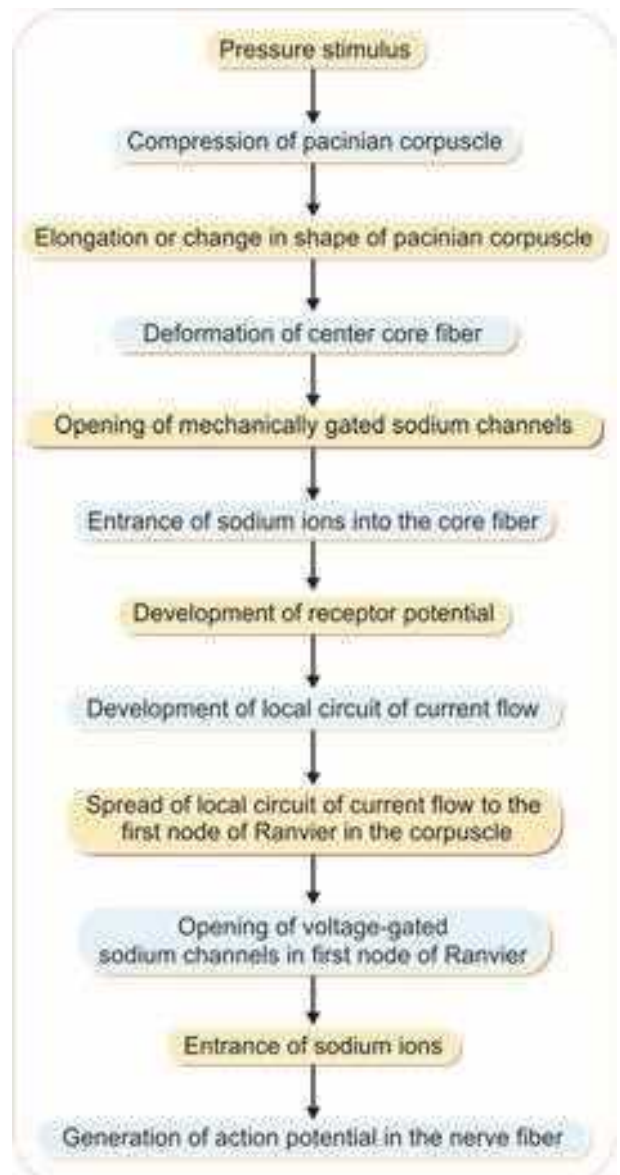 Pressure stimulus
Compression of pacinian corpuscle
Elongation or change in shape of pacinian corpuscle
Deformation of center core fiber
Opening of mechanically gated sodium channels
Entrance of sodium ions into the core fiber
Development of receptor potential
Development of local circuit of current flow
Spread of local circuit of current flow to the
first node of Ranvier in the corpuscle
Opening of voltage-gated
sodium channels in first node of Ranvier
Entrance of sodium ions
Generation of action potential in the nerve fiber